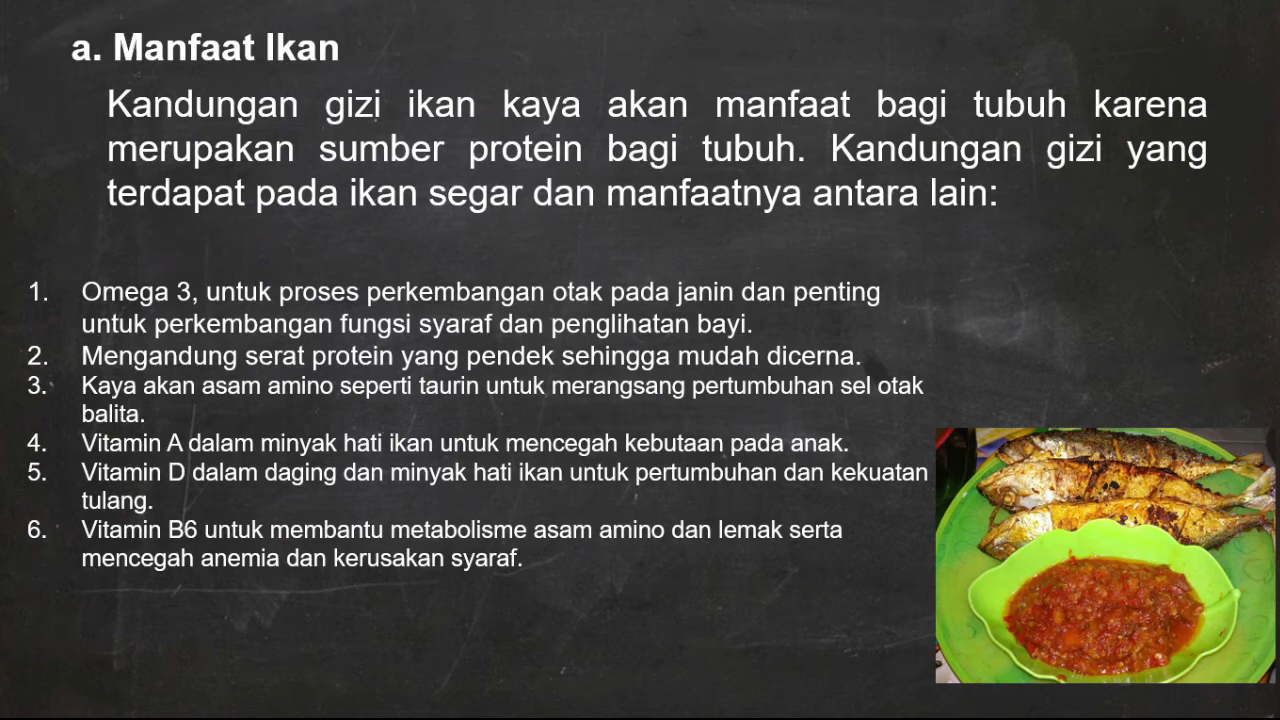 a. Manfaat Ikan
Kandungan gizi ikan kaya akan manfaat bagi tubuh karena
merupakan sumber protein bagi tubuh. Kandungan gizi yang
terdapat pada ikan segar dan manfaatnya antara lain:
1. Omega 3, untuk proses perkembangan otak pada janin dan penting
untuk perkembangan fungsi syaraf dan penglihatan bayi.
2. Mengandung serat protein yang pendek sehingga mudah dicerna.
3. Kaya akan asam amino seperti taurin untuk merangsang pertumbuhan sel otak
balita.
4. Vitamin A dalam minyak hati ikan untuk mencegah kebutaan pada anak.
5. Vitamin D dalam daging dan minyak hati ikan untuk pertumbuhan dan kekuatan
tulang.
6. Vitamin B6 untuk membantu metabolisme asam amino dan lemak serta
mencegah anemia dan kerusakan syaraf.